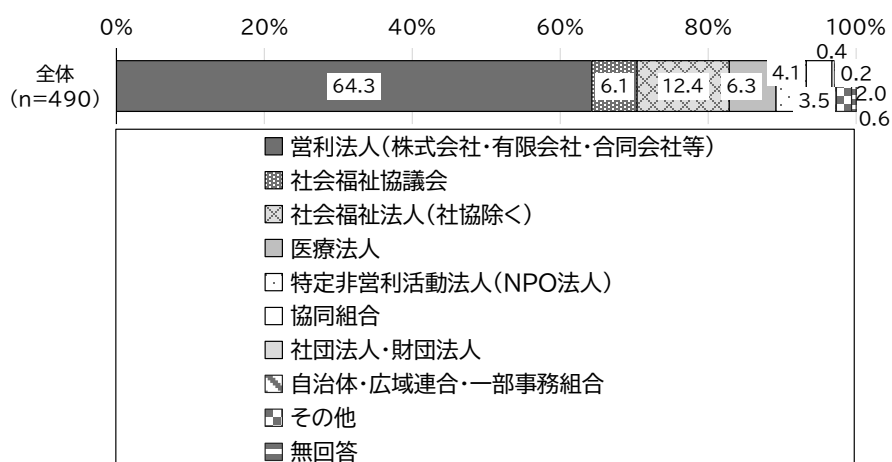 0% 20% 40% 60% 80% 100%
0.4
全体
(n=490)
64.3 6.1 12.4 6.3 4.1 3.5 0.2 2.0 0.6
営利法人(株式会社・有限会社・合同会社等)
社会福祉協議会
社会福祉法人(社協除く)
医療法人
特定非営利活動法人(NPO法人)
協同組合
社団法人・財団法人
自治体・広域連合・一部事務組合
その他
無回答